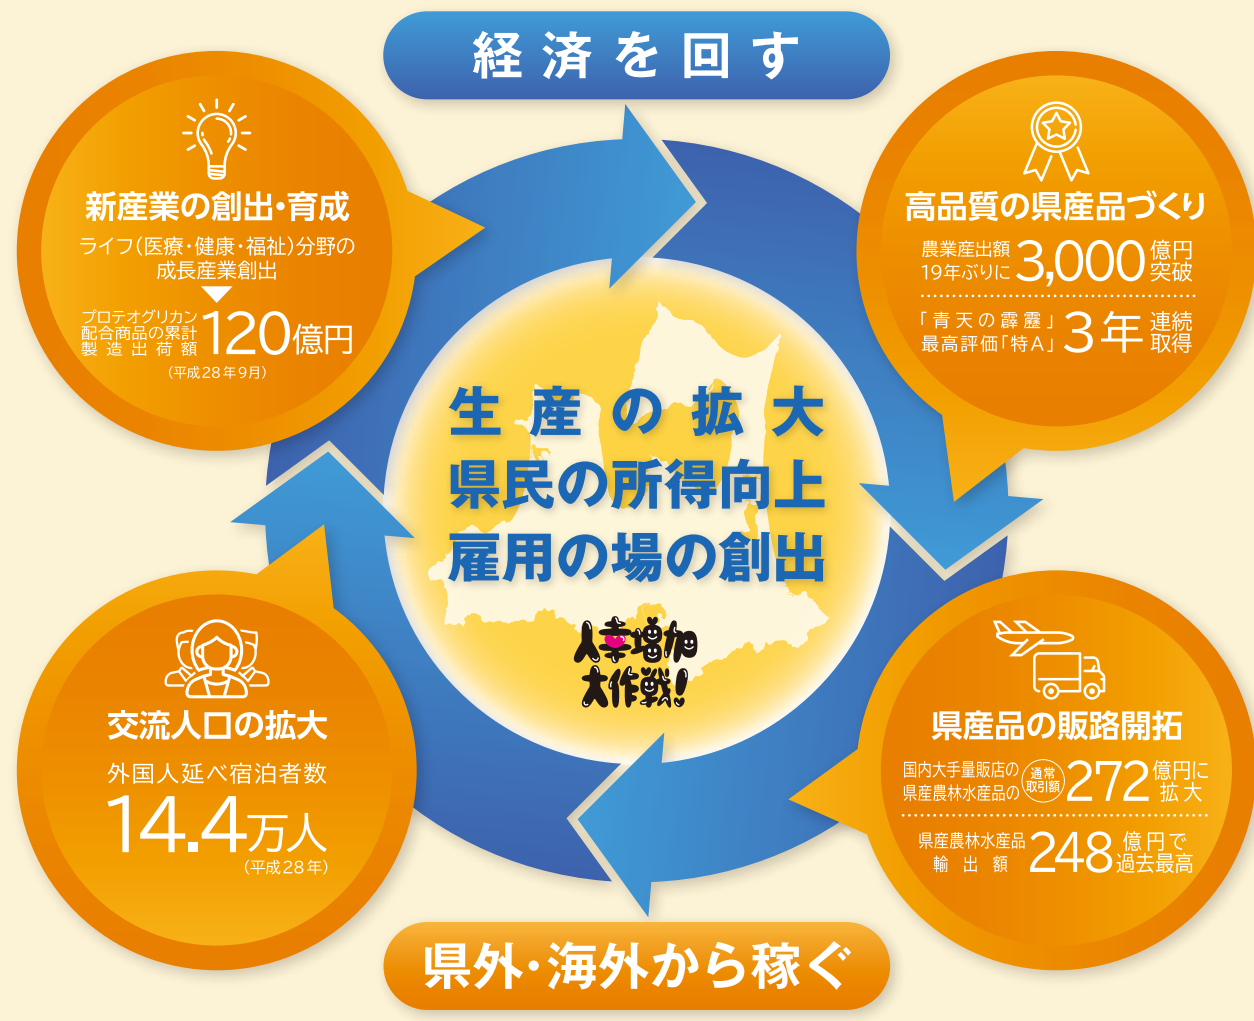 経済を回す
新産業の創出・育成
ライフ(医療・健康・福祉)分野の
成長産業創出
プロテオグリカン
配合商品の累計
製造出荷額
120億円
(平成28年9月)
高品質の県産品づくり
農業産出額
19年ぶりに
3,000億円
突破
「青天の霹靂」
最高評価「特A」
3年連続
取得
生産の拡大
県民の所得向上
雇用の場の創出
人幸増加
大作戦!
交流人口の拡大
外国人延べ宿泊者数
14.4万人
(平成28年)
県産品の販路開拓
国内大手量販店の
県産農林水産品の
通常
取引額
272億円に
拡大
県産農林水産品
輸出額
248億円で
過去最高
県外・海外から稼ぐ